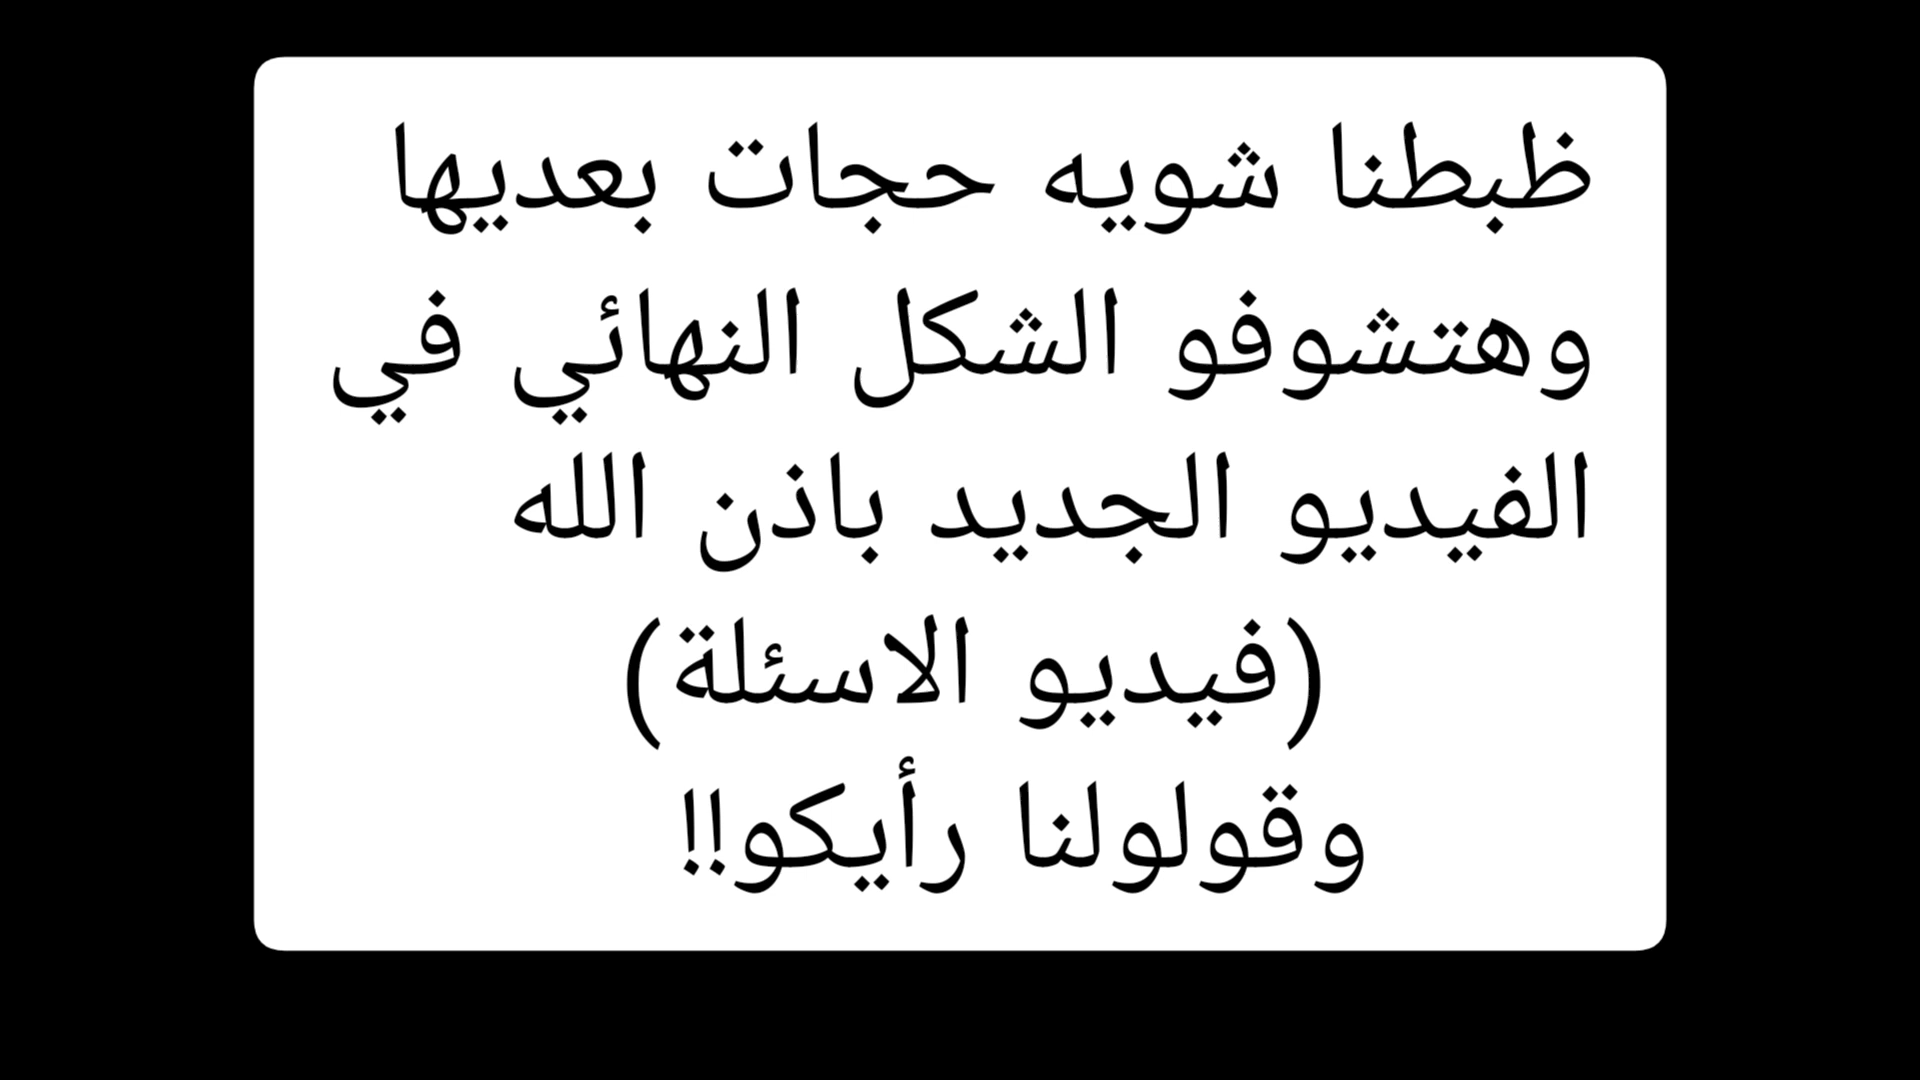 ظبطنا شويه حجات بعديها
وهتشوفو الشكل النهائي في
الفيديو الجديد باذن الله
(فيديو الاسئلة)
وقولولنا رأيكو!!